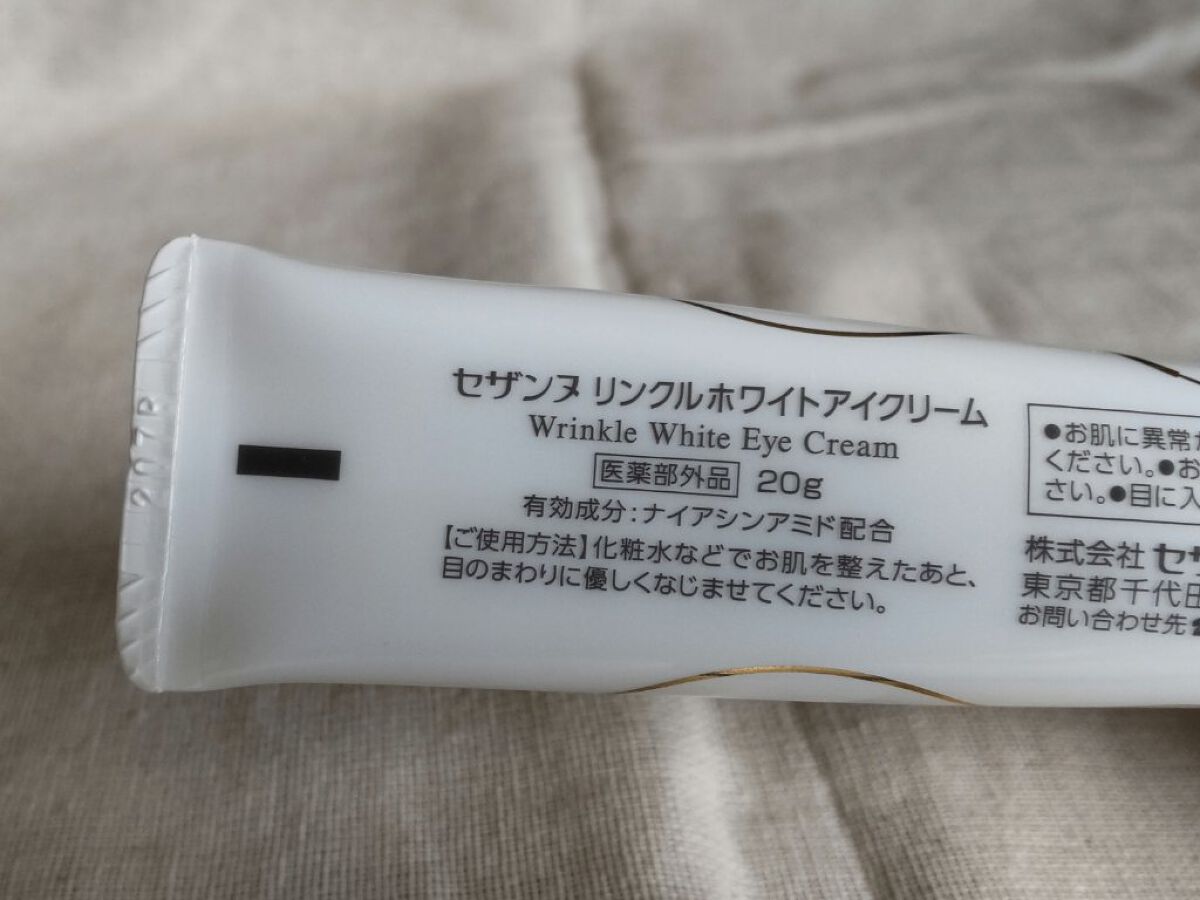 セザンヌ リンクルホワイトアイクリーム
Wrinkle White Eye Cream
医薬部外品 20g
有効成分:ナイアシンアミド配合
【ご使用方法】化粧水などでお肌を整えたあと、
目のまわりに優しくなじませてください。
●お肌に異常が
ください。●お
さい。●目に入
株式会社 セザ
東京都千代田
お問い合わせ先
207P